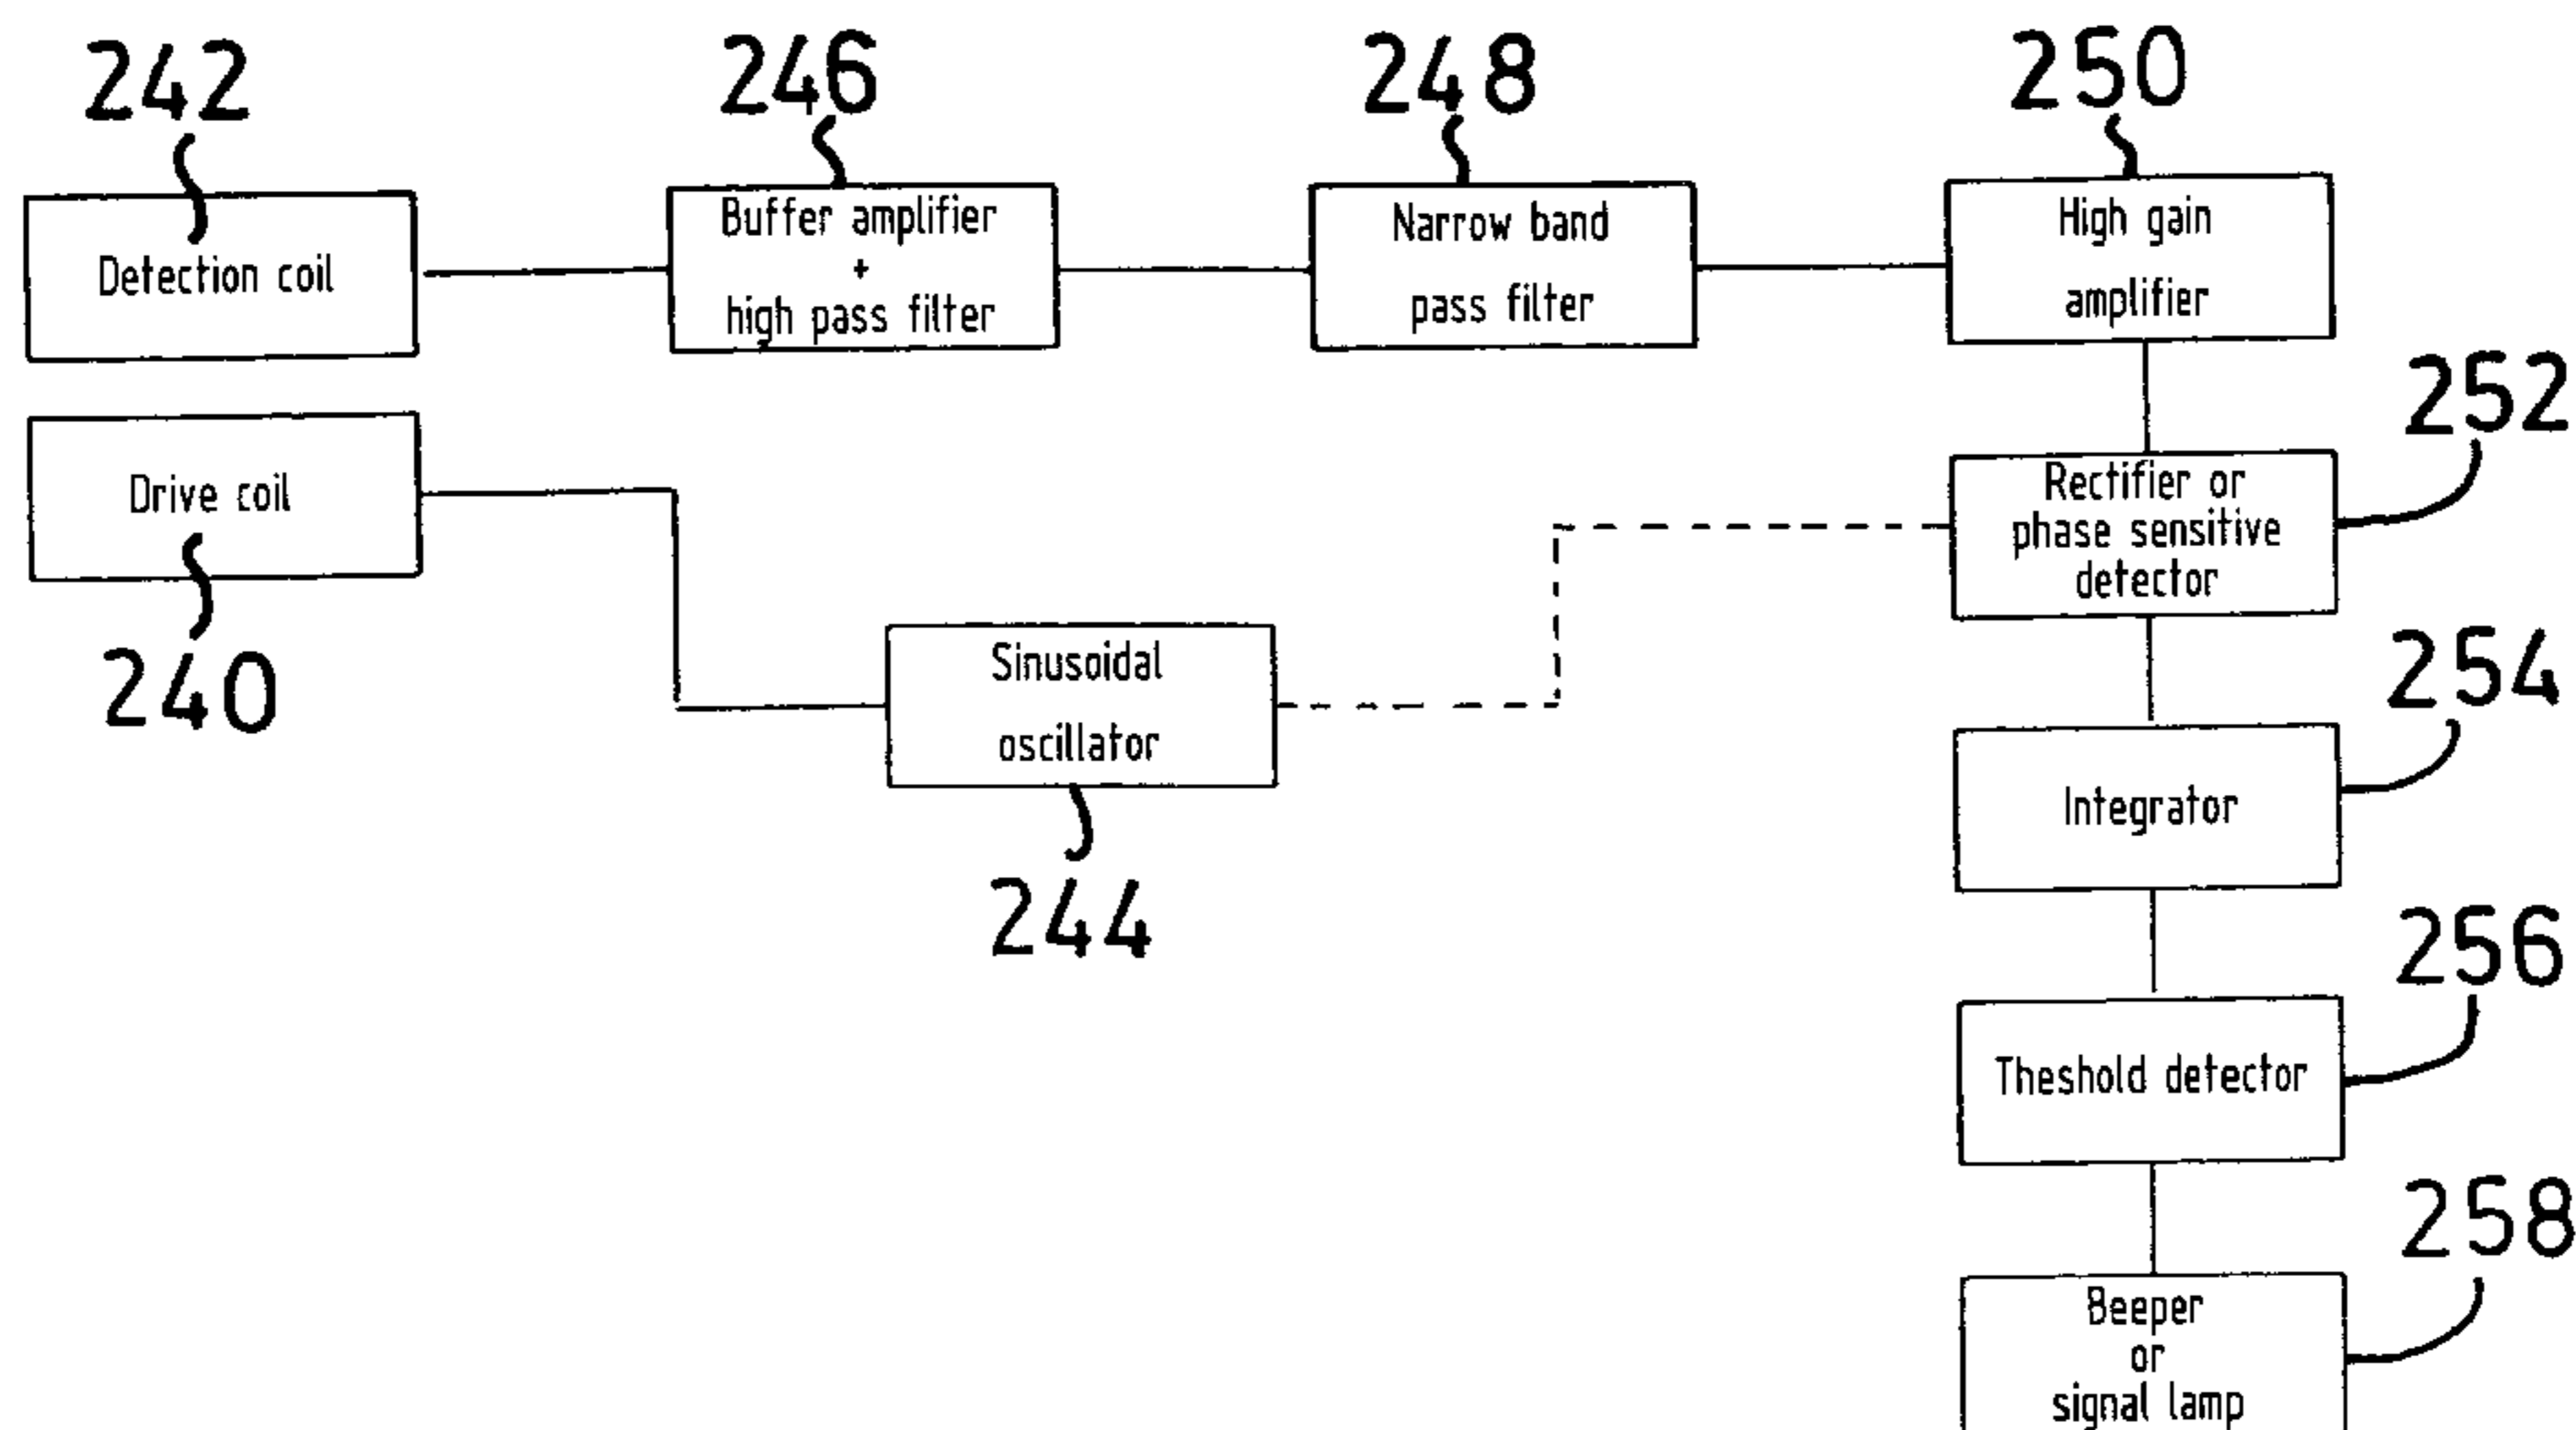 242
246
248
250
Detection coil
Buffer amplifier
+
high pass filter
Narrow band
pass filter
High gain
amplifier
252
Drive coil
Rectifier or
phase sensitive
detector
240
Sinusoidal
oscillator
244
254
Integrator
256
Theshold detector
258
Beeper
or
signal lamp